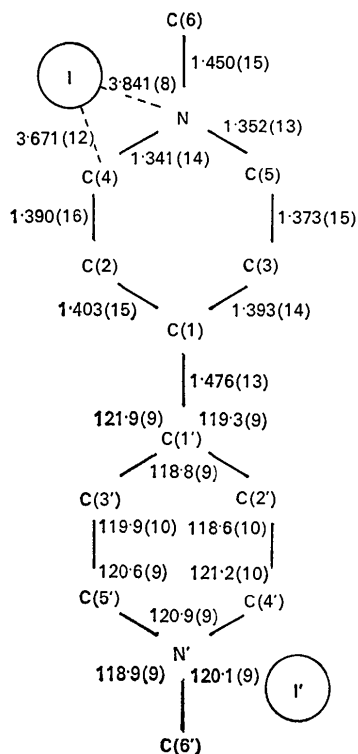 C(6)
1·450(15)
I
3·841(8)
N
1·352(13)
3·671(12)
1·341(14)
C(4)
C(5)
1·390(16)
1·373(15)
C(2)
C(3)
1·403(15)
1·393(14)
C(1)
1·476(13)
121·9(9)
119·3(9)
C(1')
118·8(9)
C(3')
C(2')
119·9(10)
118·6(10)
120·6(9)
121·2(10)
C(5')
C(4')
120·9(9)
N'
118·9(9)
120·1(9)
I'
C(6')